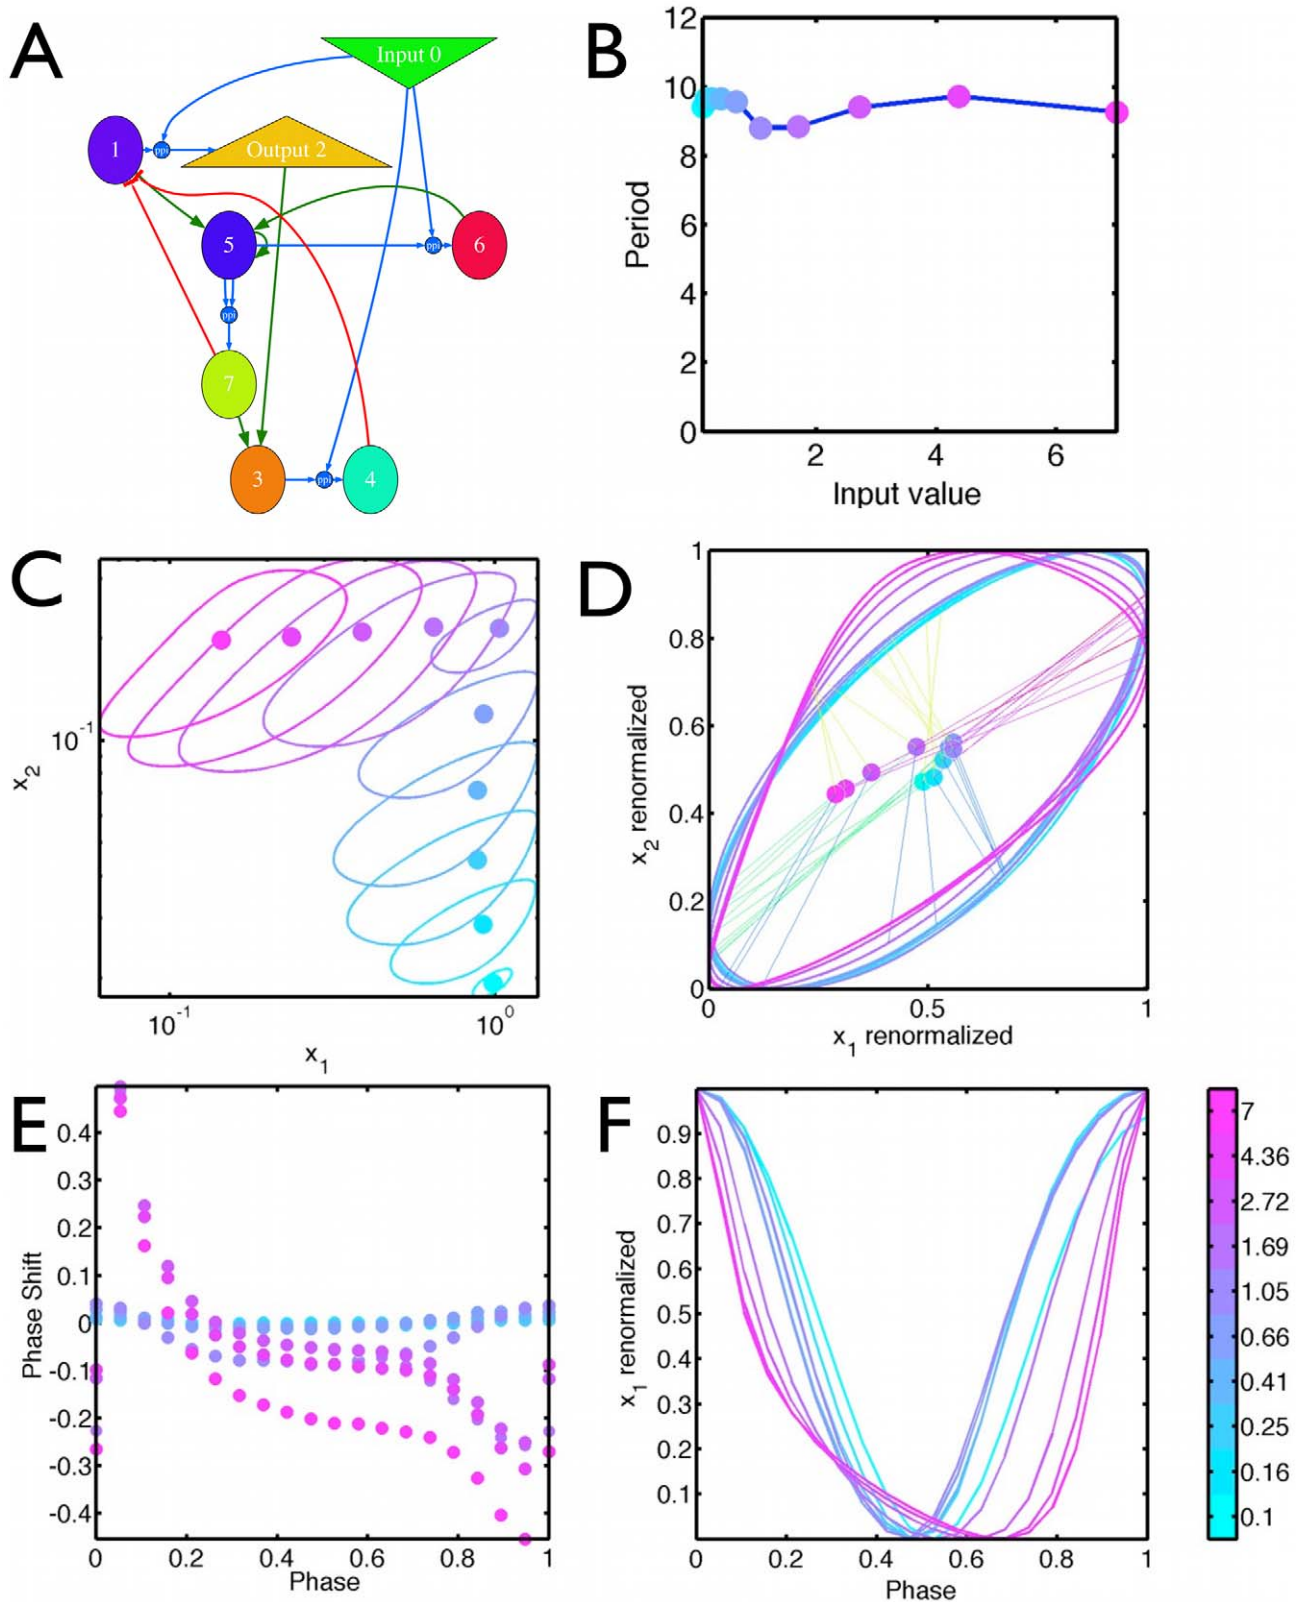 A
Input 0
1
ppi
Output 2
5
ppi
6
ppi
7
3
ppi
4
B
12
10
8
6
4
2
0
2 4 6
Period
Input value
C
10-1
10-1 100
x2
x1
D
1
0.8
0.6
0.4
0.2
0
0 0.5 1
x2 renormalized
x1 renormalized
E
0.4
0.3
0.2
0.1
0
-0.1
-0.2
-0.3
-0.4
0 0.2 0.4 0.6 0.8 1
Phase Shift
Phase
F
0.9
0.8
0.7
0.6
0.5
0.4
0.3
0.2
0.1
0 0.2 0.4 0.6 0.8 1
x1 renormalized
Phase
7
4.36
2.72
1.69
1.05
0.66
0.41
0.25
0.16
0.1